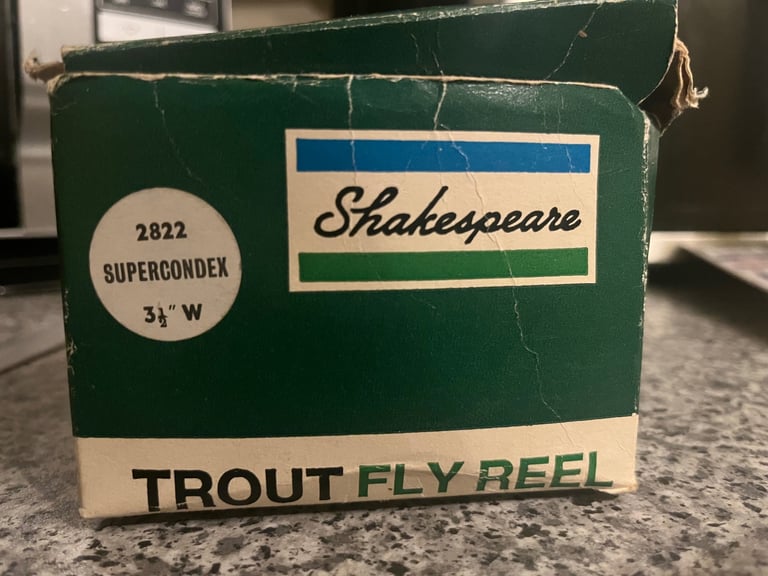 Shakespeare
2822
SUPERCONDEX
3½" W
TROUT FLY REEL